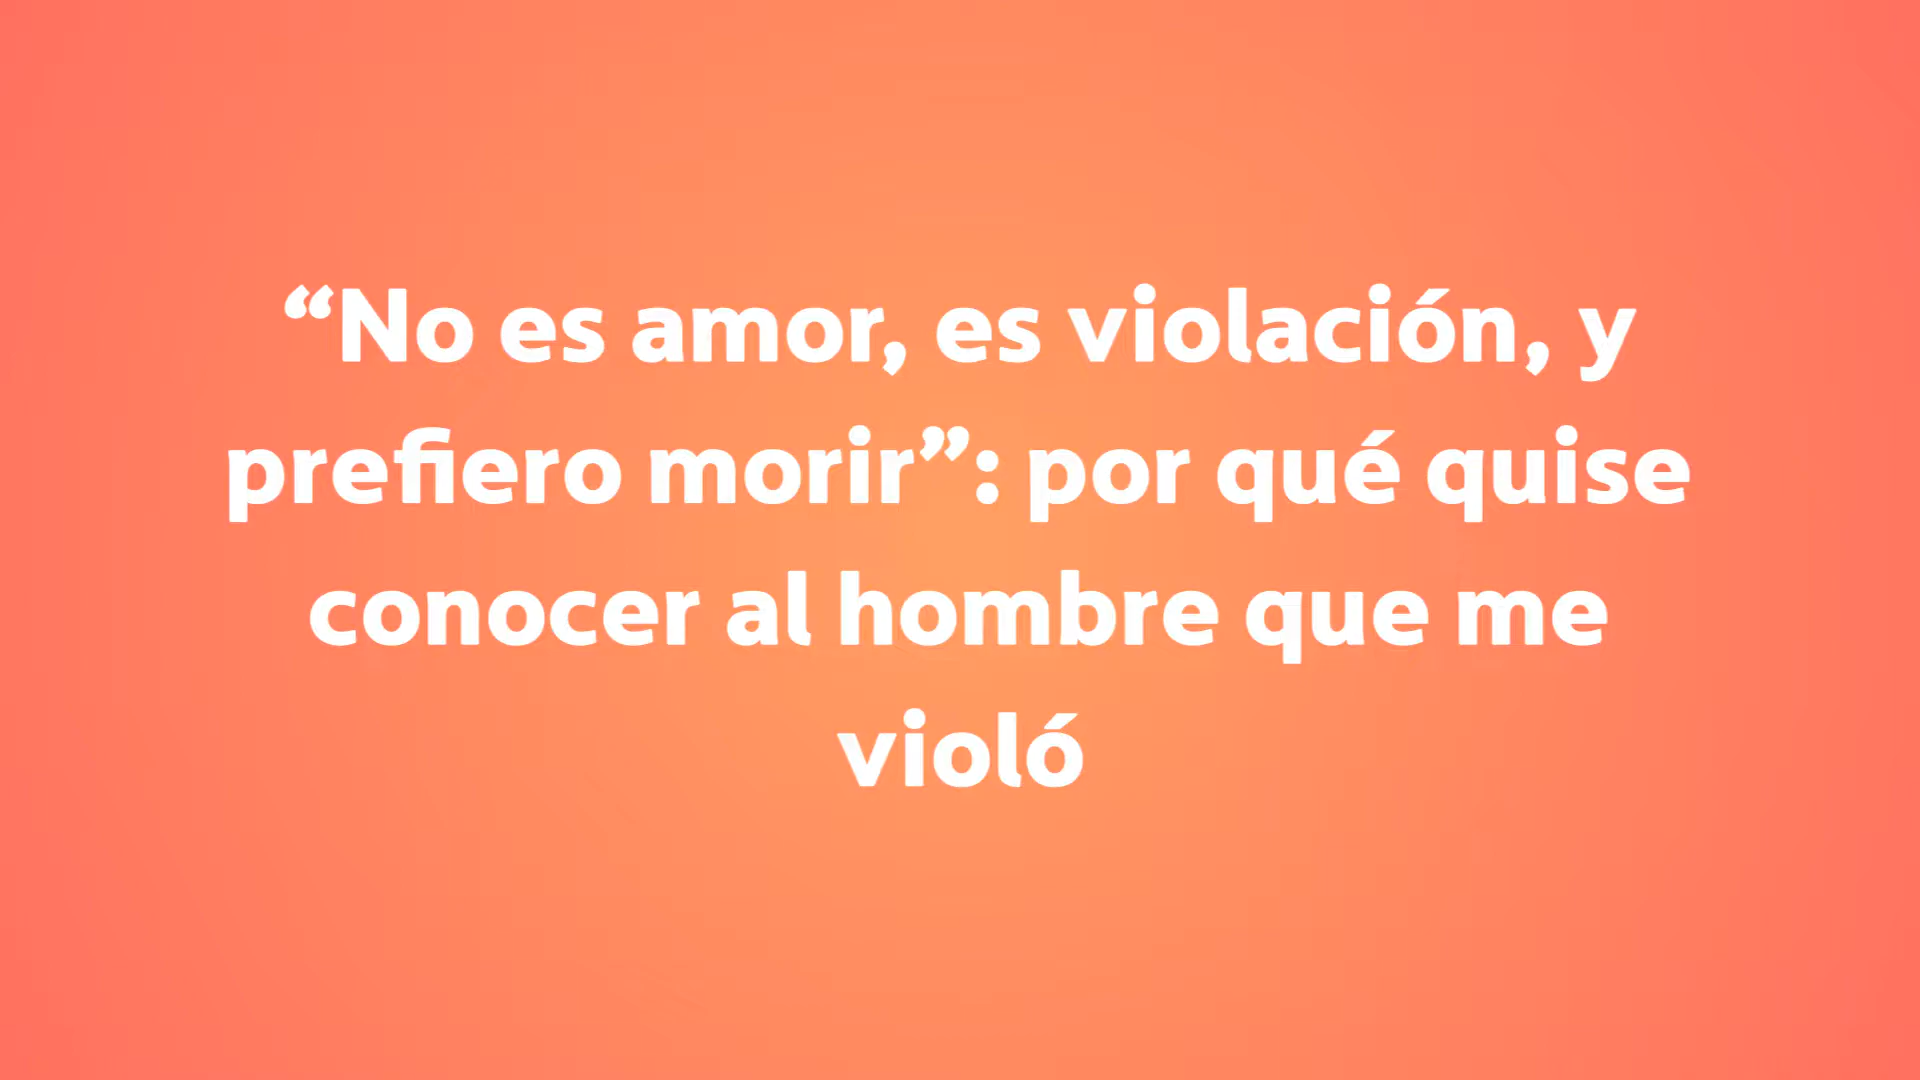 “No es amor, es violación, y
prefiero morir”: por qué quise
conocer al hombre que me
violó